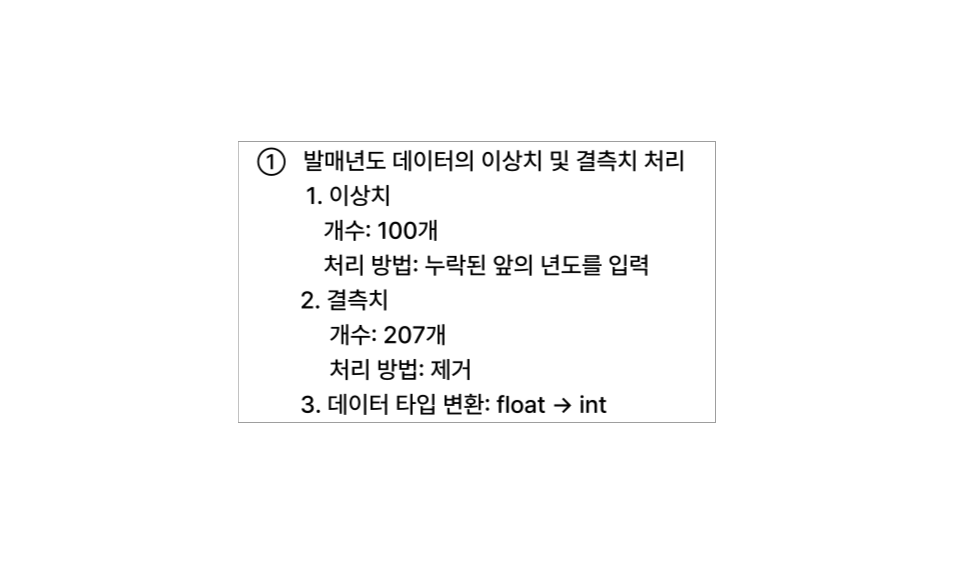 ① 발매년도 데이터의 이상치 및 결측치 처리
1. 이상치
개수: 100개
처리 방법: 누락된 앞의 년도를 입력
2. 결측치
개수: 207개
처리 방법: 제거
3. 데이터 타입 변환: float → int